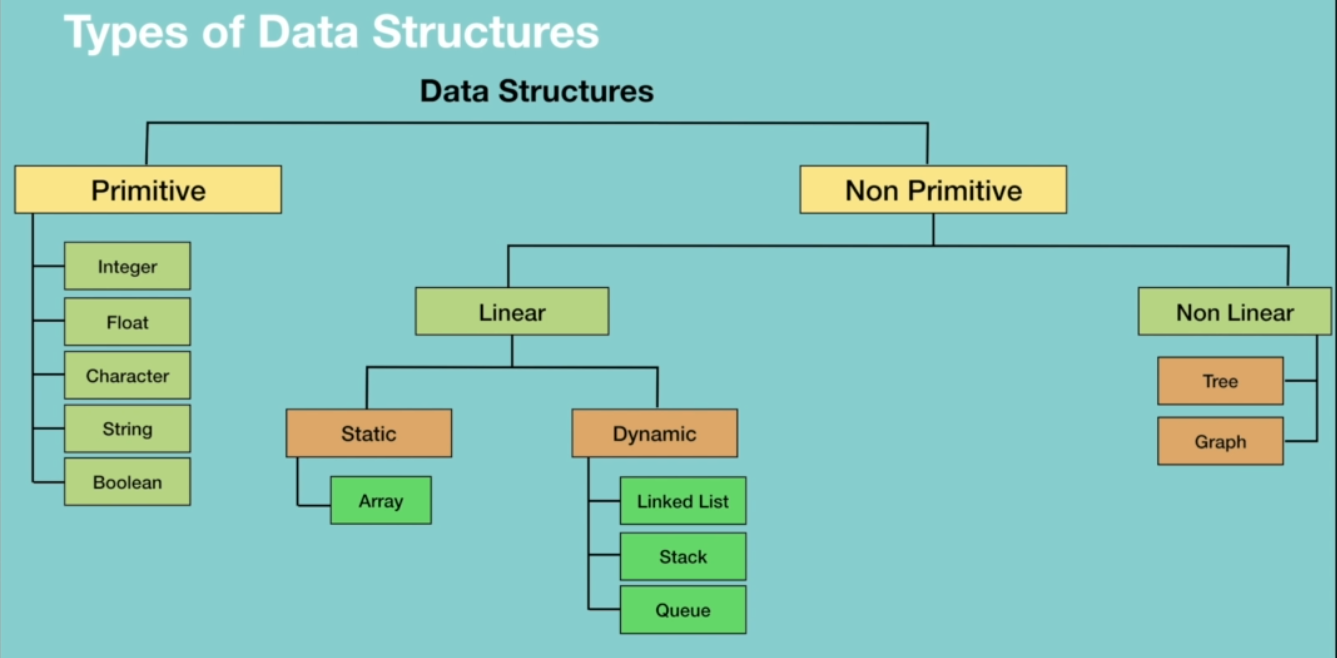 Types of Data Structures
Data Structures
Primitive
Non Primitive
Integer
Float
Character
String
Boolean
Linear
Non Linear
Static
Dynamic
Array
Linked List
Stack
Queue
Tree
Graph